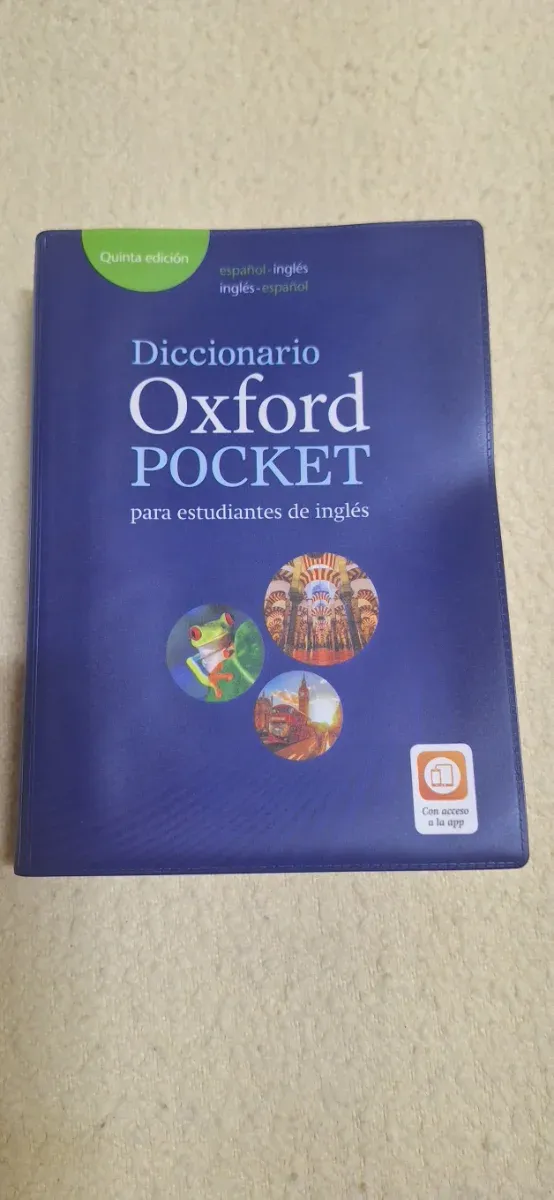 Quinta edición
español-inglés
inglés-español
Diccionario
Oxford
POCKET
para estudiantes de inglés
Con acceso
a la app